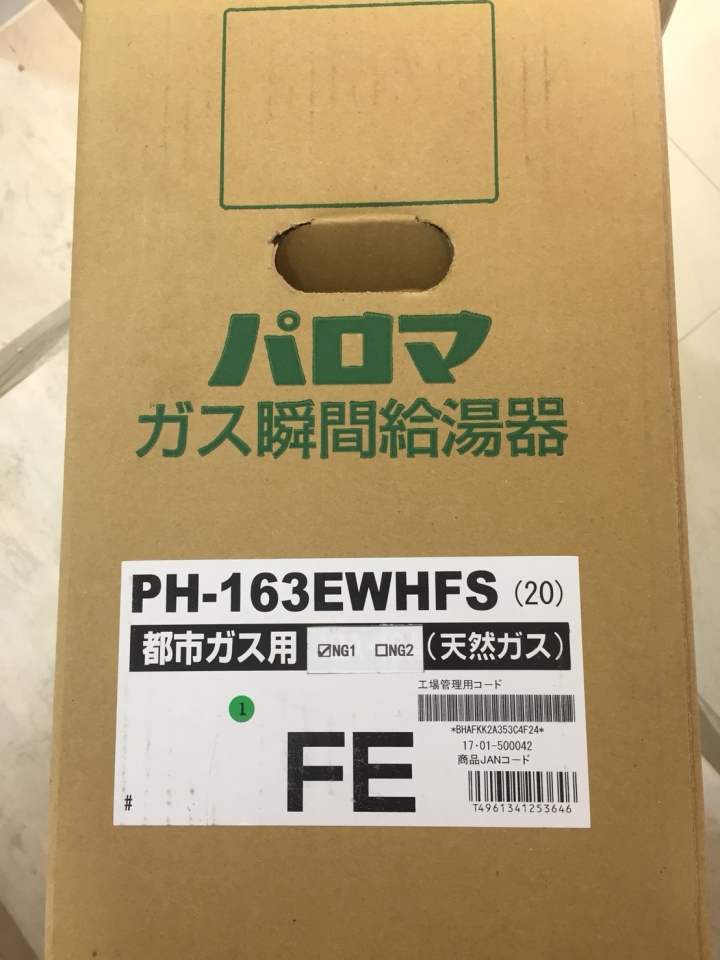 パロマ
ガス瞬間給湯器
PH-163EWHFS (20)
都市ガス用 ☑NG1 ☐NG2 (天然ガス)
工場管理用コード
1
*BHAFKK2A353C4F24*
17・01-500042
商品JANコード
FE
#
T4961341253646